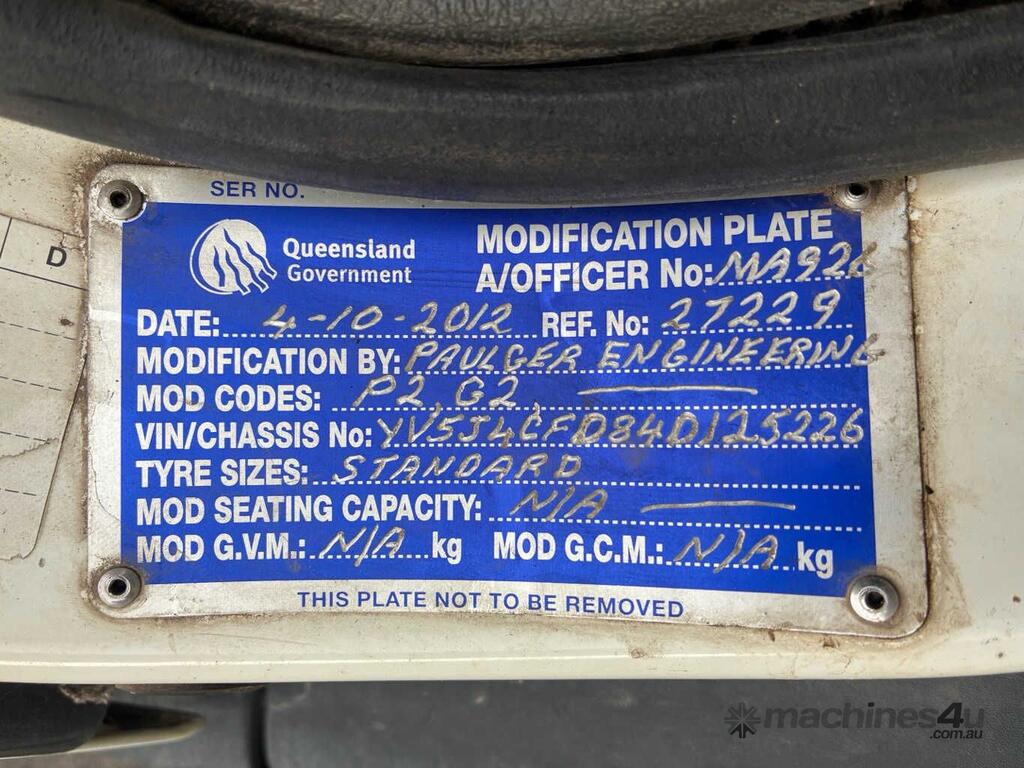 SER NO.
D
Queensland
Government
MODIFICATION PLATE
A/OFFICER No: MA926
DATE: 4-10-2012 REF. No: 27229
MODIFICATION BY: PAULGER ENGINEERING
MOD CODES: P2, G2,
VIN/CHASSIS No: YV5J4CFD84D125226
TYRE SIZES: STANDARD
MOD SEATING CAPACITY: N/A
MOD G.V.M.: N/A kg MOD G.C.M.: N/A kg
THIS PLATE NOT TO BE REMOVED
machines4u
.com.au